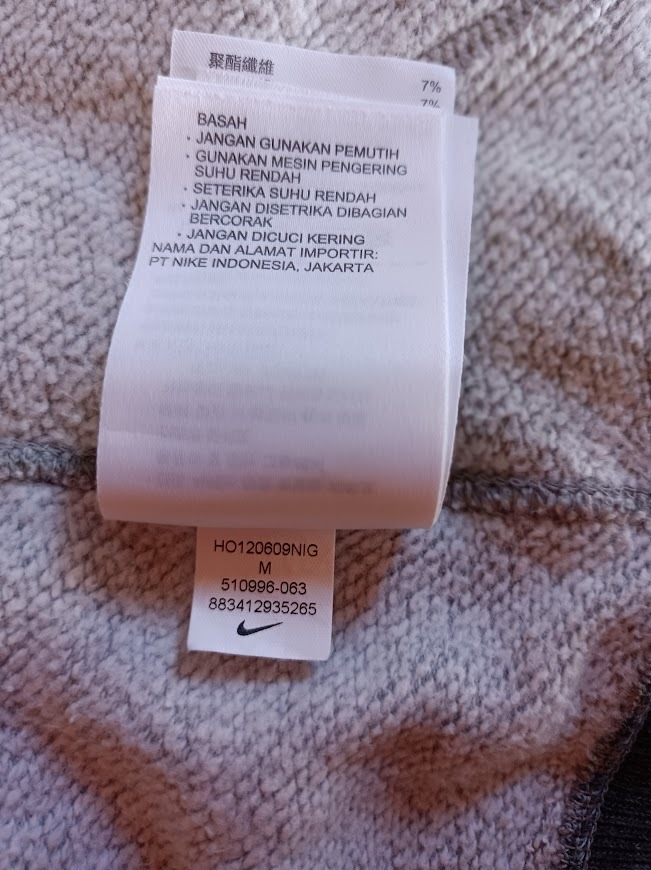 聚酯纖維
7%
7%
BASAH
· JANGAN GUNAKAN PEMUTIH
· GUNAKAN MESIN PENGERING
SUHU RENDAH
· SETERIKA SUHU RENDAH
· JANGAN DISETRIKA DIBAGIAN
BERCORAK
· JANGAN DICUCI KERING
NAMA DAN ALAMAT IMPORTIR:
PT NIKE INDONESIA, JAKARTA
HO120609NIG
M
510996-063
883412935265